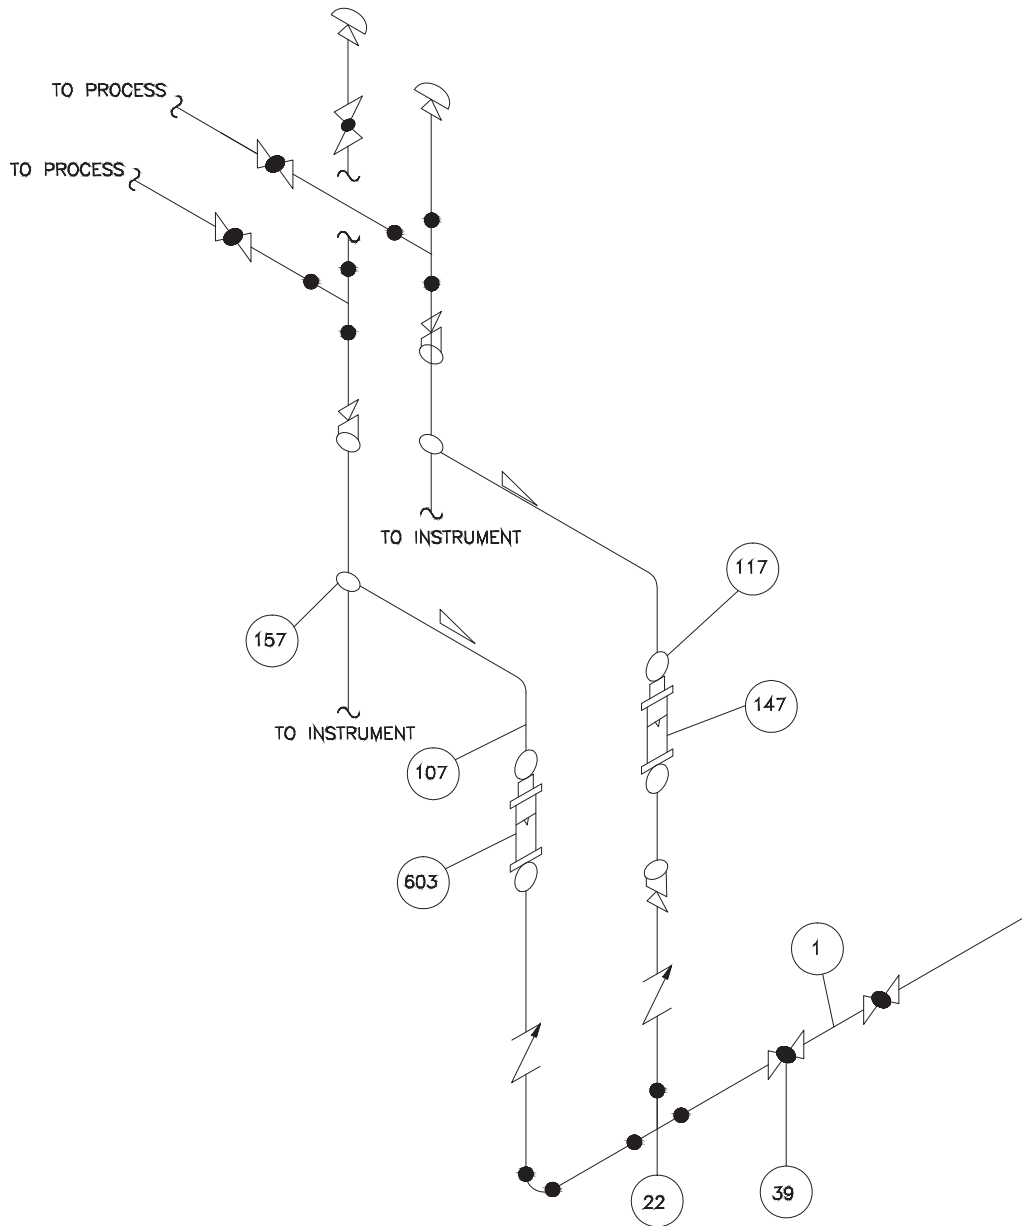 TO PROCESS
TO PROCESS
TO INSTRUMENT
117
157
147
TO INSTRUMENT
107
603
1
22
39